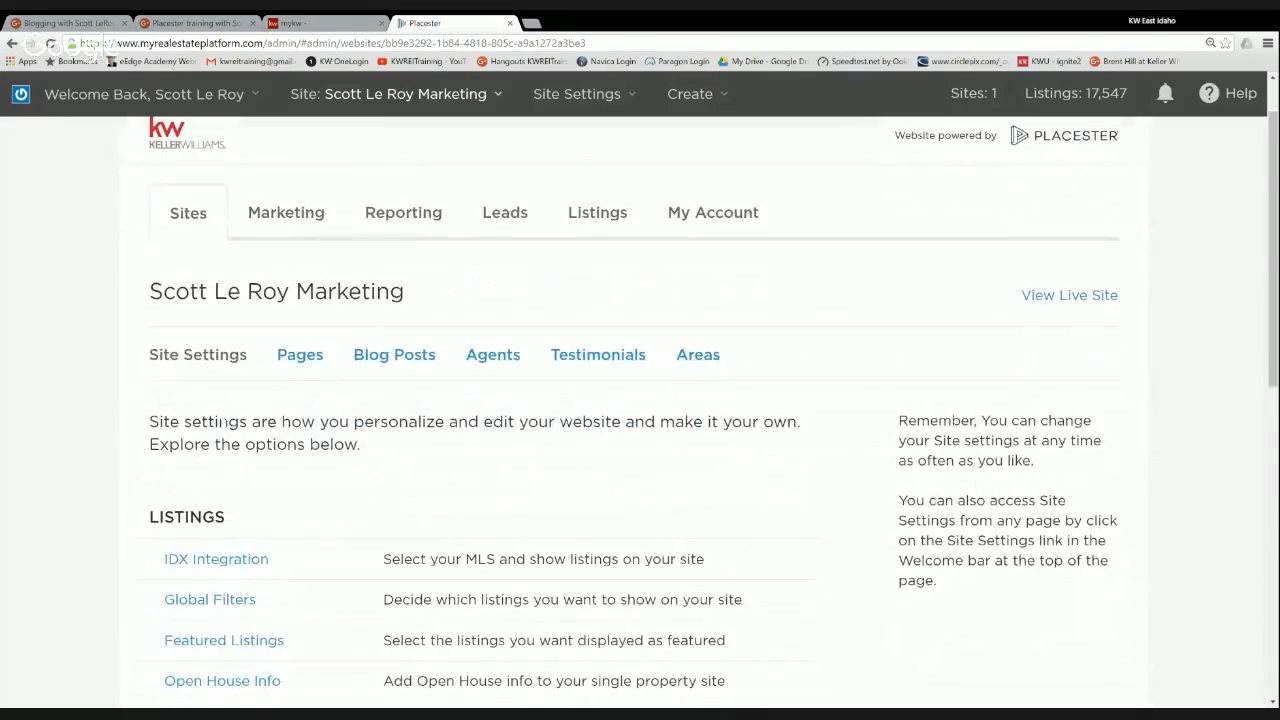 KW East Idaho
Blogging with Scott LeRo
Placester training with Sc
mykw -
Placester
https://www.myrealestateplatform.com/admin/#admin/websites/bb9e3292-1b84-4818-805c-a9a1272a3be3
Google
Apps Bookmarks eEdge Academy Web kwreitraining@gmail KW OneLogin KWREITraining - YouT Hangouts KWREITrain Navica Login Paragon Login My Drive - Google Dr Speedtest.net by Ook www.circlepix.com/ KWU - ignite2 Brent Hill at Keller Wi
Welcome Back, Scott Le Roy Site: Scott Le Roy Marketing Site Settings Create Sites: 1 Listings: 17,547 Help
kw
KELLERWILLIAMS.
Website powered by PLACESTER
Sites Marketing Reporting Leads Listings My Account
Scott Le Roy Marketing
View Live Site
Site Settings Pages Blog Posts Agents Testimonials Areas
Site settings are how you personalize and edit your website and make it your own.
Explore the options below.
Remember, You can change
your Site settings at any time
as often as you like.
You can also access Site
Settings from any page by click
on the Site Settings link in the
Welcome bar at the top of the
page.
LISTINGS
IDX Integration Select your MLS and show listings on your site
Global Filters Decide which listings you want to show on your site
Featured Listings Select the listings you want displayed as featured
Open House Info Add Open House info to your single property site